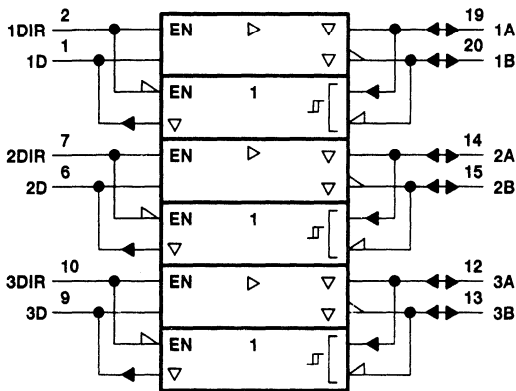 2 19
1DIR EN 1A
1 20
1D 1B
EN 1
7 14
2DIR EN 2A
6 15
2D 2B
EN 1
10 12
3DIR EN 3A
9 13
3D 3B
EN 1